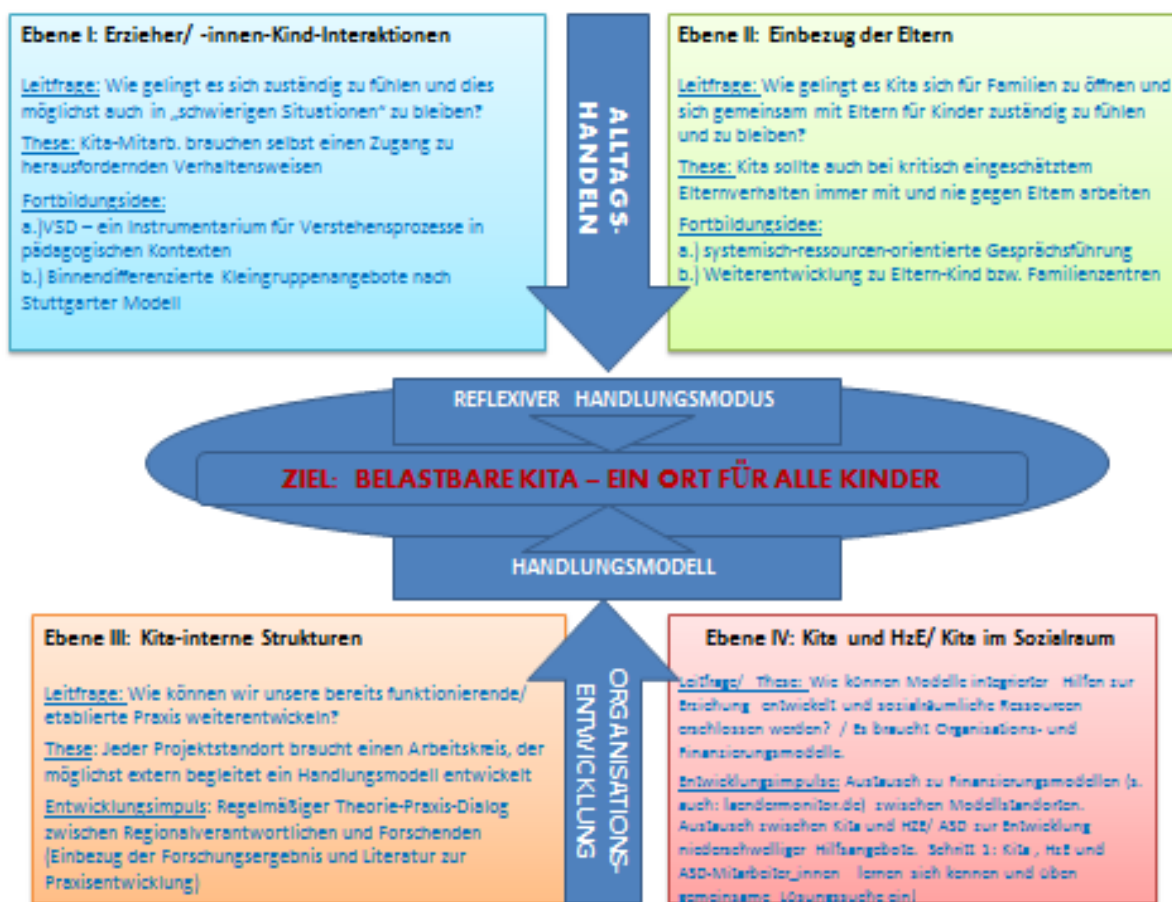 Ebene I: Erzieher/ -innen-Kind-Interaktionen
Leitfrage: Wie gelingt es sich zuständig zu fühlen und dies
möglichst auch in „schwierigen Situationen“ zu bleiben?
These: Kita-Mitarb. brauchen selbst einen Zugang zu
herausfordernden Verhaltensweisen
Fortbildungsidee:
a.)VSD – ein Instrumentarium für Verstehensprozesse in
pädagogischen Kontexten
b.) Binnendifferenzierte Kleingruppenangebote nach
Stuttgarter Modell
ALLTAGS-
HANDELN
Ebene II: Einbezug der Eltern
Leitfrage: Wie gelingt es Kita sich für Familien zu öffnen und
sich gemeinsam mit Eltern für Kinder zuständig zu fühlen
und zu bleiben?
These: Kita sollte auch bei kritisch eingeschätztem
Elternverhalten immer mit und nie gegen Eltern arbeiten
Fortbildungsidee:
a.) systemisch-ressourcen-orientierte Gesprächsführung
b.) Weiterentwicklung zu Eltern-Kind bzw. Familienzentren
REFLEXIVER HANDLUNGSMODUS
ZIEL: BELASTBARE KITA – EIN ORT FÜR ALLE KINDER
HANDLUNGSMODELL
Ebene III: Kita-interne Strukturen
Leitfrage: Wie können wir unsere bereits funktionierende/
etablierte Praxis weiterentwickeln?
These: Jeder Projektstandort braucht einen Arbeitskreis, der
möglichst extern begleitet ein Handlungsmodell entwickelt
Entwicklungsimpuls: Regelmäßiger Theorie-Praxis-Dialog
zwischen Regionalverantwortlichen und Forschenden
(Einbezug der Forschungsergebnis und Literatur zur
Praxisentwicklung)
ORGANISATIONS-
ENTWICKLUNG
Ebene IV: Kita und HzE/ Kita im Sozialraum
Leitfrage/ These: Wie können Modelle integrierter Hilfen zur
Erziehung entwickelt und sozialräumliche Ressourcen
erschlossen werden? / Es braucht Organisations- und
Finanzierungsmodelle.
Entwicklungsimpulse: Austausch zu Finanzierungsmodellen (s.
auch: laendermonitor.de) zwischen Modellstandorten.
Austausch zwischen Kita und HZE/ ASD zur Entwicklung
niederschwelliger Hilfsangebote. Schritt 1: Kita , HzE und
ASD-Mitarbeiter_innen lernen sich kennen und üben
gemeinsame Lösungssuche ein)